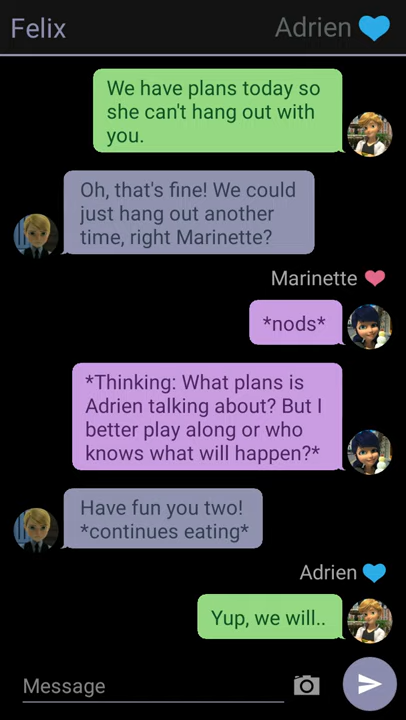 Felix
Adrien
We have plans today so
she can't hang out with
you.
Oh, that's fine! We could
just hang out another
time, right Marinette?
Marinette
*nods*
*Thinking: What plans is
Adrien talking about? But I
better play along or who
knows what will happen?*
Have fun you two!
*continues eating*
Adrien
Yup, we will..
Message